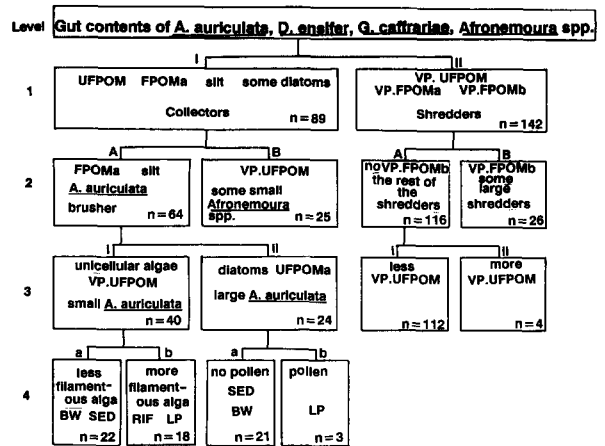 Level
Gut contents of A. auriculata, D. ensifer, G. caffrariae, Afronemoura spp.
I
II
1
UFPOM FPOMa silt some diatoms
Collectors
n=89
VP. UFPOM
VP.FPOMa VP.FPOMb
Shredders
n=142
A
B
A
B
2
FPOMa silt
A. auriculata
brusher
n=64
VP.UFPOM
some small
Afronemoura
spp.
n=25
no VP.FPOMb
the rest of
the
shredders
n=116
VP.FPOMb
some
large
shredders
n=26
I
II
I
II
3
unicellular algae
VP.UFPOM
small A. auriculata
n=40
diatoms UFPOMa
large A. auriculata
n=24
less
VP.UFPOM
n=112
more
VP.UFPOM
n=4
a
b
a
b
4
less
filament-
ous alga
BW SED
n=22
more
filament-
ous alga
RIF LP
n=18
no pollen
SED
BW
n=21
pollen
LP
n=3